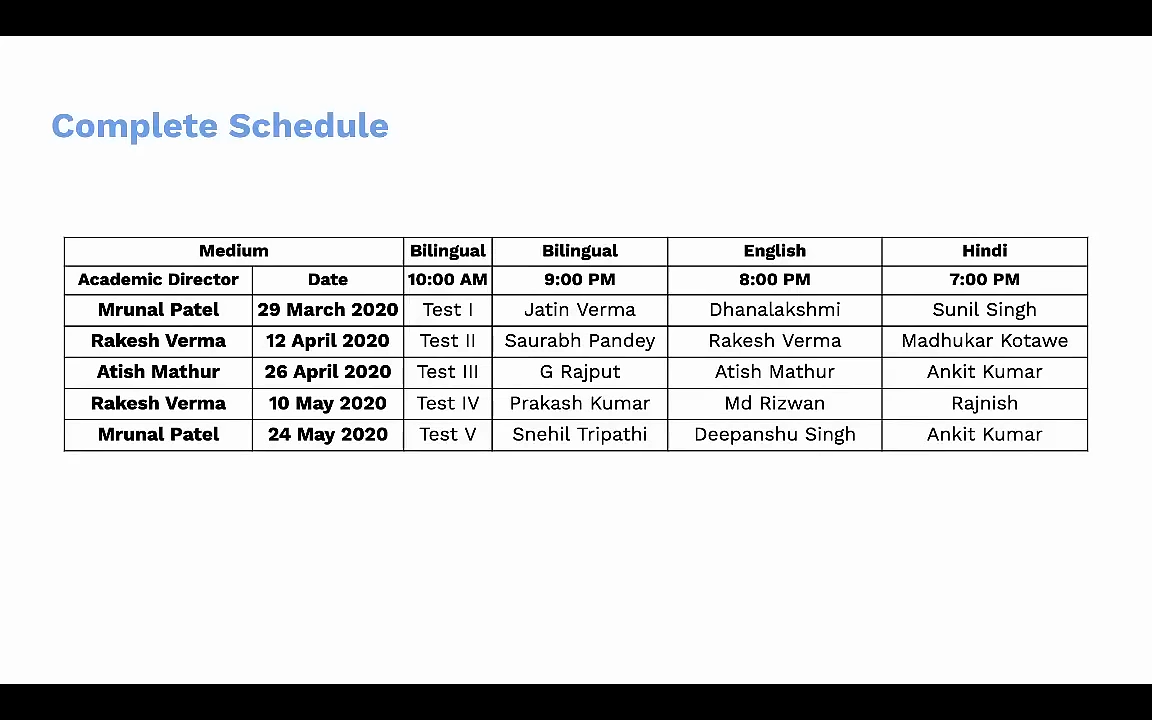 Complete Schedule
Medium Bilingual Bilingual English Hindi
Academic Director Date 10:00 AM 9:00 PM 8:00 PM 7:00 PM
Mrunal Patel 29 March 2020 Test I Jatin Verma Dhanalakshmi Sunil Singh
Rakesh Verma 12 April 2020 Test II Saurabh Pandey Rakesh Verma Madhukar Kotawe
Atish Mathur 26 April 2020 Test III G Rajput Atish Mathur Ankit Kumar
Rakesh Verma 10 May 2020 Test IV Prakash Kumar Md Rizwan Rajnish
Mrunal Patel 24 May 2020 Test V Snehil Tripathi Deepanshu Singh Ankit Kumar